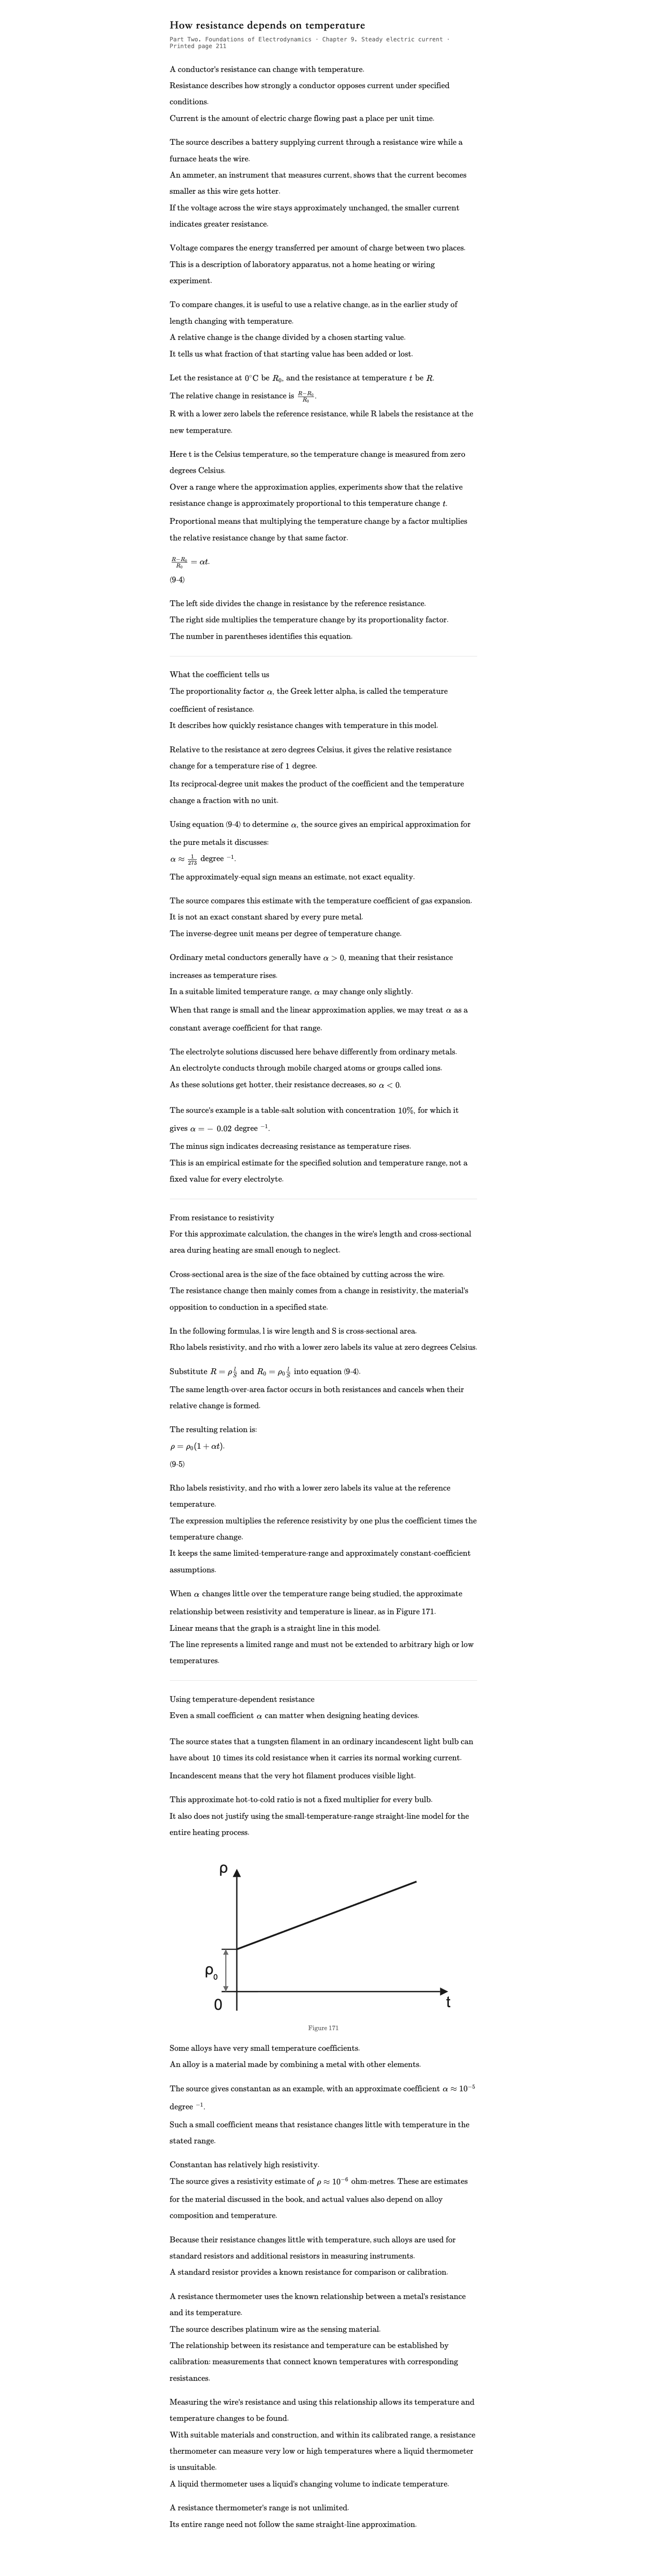 How resistance depends on temperature
Part Two. Foundations of Electrodynamics · Chapter 9. Steady electric current ·
Printed page 211
A conductor's resistance can change with temperature.
Resistance describes how strongly a conductor opposes current under specified
conditions.
Current is the amount of electric charge flowing past a place per unit time.
The source describes a battery supplying current through a resistance wire while a
furnace heats the wire.
An ammeter, an instrument that measures current, shows that the current becomes
smaller as this wire gets hotter.
If the voltage across the wire stays approximately unchanged, the smaller current
indicates greater resistance.
Voltage compares the energy transferred per amount of charge between two places.
This is a description of laboratory apparatus, not a home heating or wiring
experiment.
To compare changes, it is useful to use a relative change, as in the earlier study of
length changing with temperature.
A relative change is the change divided by a chosen starting value.
It tells us what fraction of that starting value has been added or lost.
Let the resistance at 0°C be R₀, and the resistance at temperature t be R.
The relative change in resistance is (R−R₀)/R₀.
R with a lower zero labels the reference resistance, while R labels the resistance at the
new temperature.
Here t is the Celsius temperature, so the temperature change is measured from zero
degrees Celsius.
Over a range where the approximation applies, experiments show that the relative
resistance change is approximately proportional to this temperature change t.
Proportional means that multiplying the temperature change by a factor multiplies
the relative resistance change by that same factor.
(R−R₀)/R₀ = αt.
(9-4)
The left side divides the change in resistance by the reference resistance.
The right side multiplies the temperature change by its proportionality factor.
The number in parentheses identifies this equation.
What the coefficient tells us
The proportionality factor α, the Greek letter alpha, is called the temperature
coefficient of resistance.
It describes how quickly resistance changes with temperature in this model.
Relative to the resistance at zero degrees Celsius, it gives the relative resistance
change for a temperature rise of 1 degree.
Its reciprocal-degree unit makes the product of the coefficient and the temperature
change a fraction with no unit.
Using equation (9-4) to determine α, the source gives an empirical approximation for
the pure metals it discusses:
α ≈ 1/273 degree ⁻¹.
The approximately-equal sign means an estimate, not exact equality.
The source compares this estimate with the temperature coefficient of gas expansion.
It is not an exact constant shared by every pure metal.
The inverse-degree unit means per degree of temperature change.
Ordinary metal conductors generally have α > 0, meaning that their resistance
increases as temperature rises.
In a suitable limited temperature range, α may change only slightly.
When that range is small and the linear approximation applies, we may treat α as a
constant average coefficient for that range.
The electrolyte solutions discussed here behave differently from ordinary metals.
An electrolyte conducts through mobile charged atoms or groups called ions.
As these solutions get hotter, their resistance decreases, so α < 0.
The source's example is a table-salt solution with concentration 10%, for which it
gives α = − 0.02 degree ⁻¹.
The minus sign indicates decreasing resistance as temperature rises.
This is an empirical estimate for the specified solution and temperature range, not a
fixed value for every electrolyte.
From resistance to resistivity
For this approximate calculation, the changes in the wire's length and cross-sectional
area during heating are small enough to neglect.
Cross-sectional area is the size of the face obtained by cutting across the wire.
The resistance change then mainly comes from a change in resistivity, the material's
opposition to conduction in a specified state.
In the following formulas, l is wire length and S is cross-sectional area.
Rho labels resistivity, and rho with a lower zero labels its value at zero degrees Celsius.
Substitute R = ρ l/S and R₀ = ρ₀ l/S into equation (9-4).
The same length-over-area factor occurs in both resistances and cancels when their
relative change is formed.
The resulting relation is:
ρ = ρ₀(1 + αt).
(9-5)
Rho labels resistivity, and rho with a lower zero labels its value at the reference
temperature.
The expression multiplies the reference resistivity by one plus the coefficient times the
temperature change.
It keeps the same limited-temperature-range and approximately constant-coefficient
assumptions.
When α changes little over the temperature range being studied, the approximate
relationship between resistivity and temperature is linear, as in Figure 171.
Linear means that the graph is a straight line in this model.
The line represents a limited range and must not be extended to arbitrary high or low
temperatures.
Using temperature-dependent resistance
Even a small coefficient α can matter when designing heating devices.
The source states that a tungsten filament in an ordinary incandescent light bulb can
have about 10 times its cold resistance when it carries its normal working current.
Incandescent means that the very hot filament produces visible light.
This approximate hot-to-cold ratio is not a fixed multiplier for every bulb.
It also does not justify using the small-temperature-range straight-line model for the
entire heating process.
ρ
ρ₀
0
t
Figure 171
Some alloys have very small temperature coefficients.
An alloy is a material made by combining a metal with other elements.
The source gives constantan as an example, with an approximate coefficient α ≈ 10⁻⁵
degree ⁻¹.
Such a small coefficient means that resistance changes little with temperature in the
stated range.
Constantan has relatively high resistivity.
The source gives a resistivity estimate of ρ ≈ 10⁻⁶ ohm-metres. These are estimates
for the material discussed in the book, and actual values also depend on alloy
composition and temperature.
Because their resistance changes little with temperature, such alloys are used for
standard resistors and additional resistors in measuring instruments.
A standard resistor provides a known resistance for comparison or calibration.
A resistance thermometer uses the known relationship between a metal's resistance
and its temperature.
The source describes platinum wire as the sensing material.
The relationship between its resistance and temperature can be established by
calibration: measurements that connect known temperatures with corresponding
resistances.
Measuring the wire's resistance and using this relationship allows its temperature and
temperature changes to be found.
With suitable materials and construction, and within its calibrated range, a resistance
thermometer can measure very low or high temperatures where a liquid thermometer
is unsuitable.
A liquid thermometer uses a liquid's changing volume to indicate temperature.
A resistance thermometer's range is not unlimited.
Its entire range need not follow the same straight-line approximation.